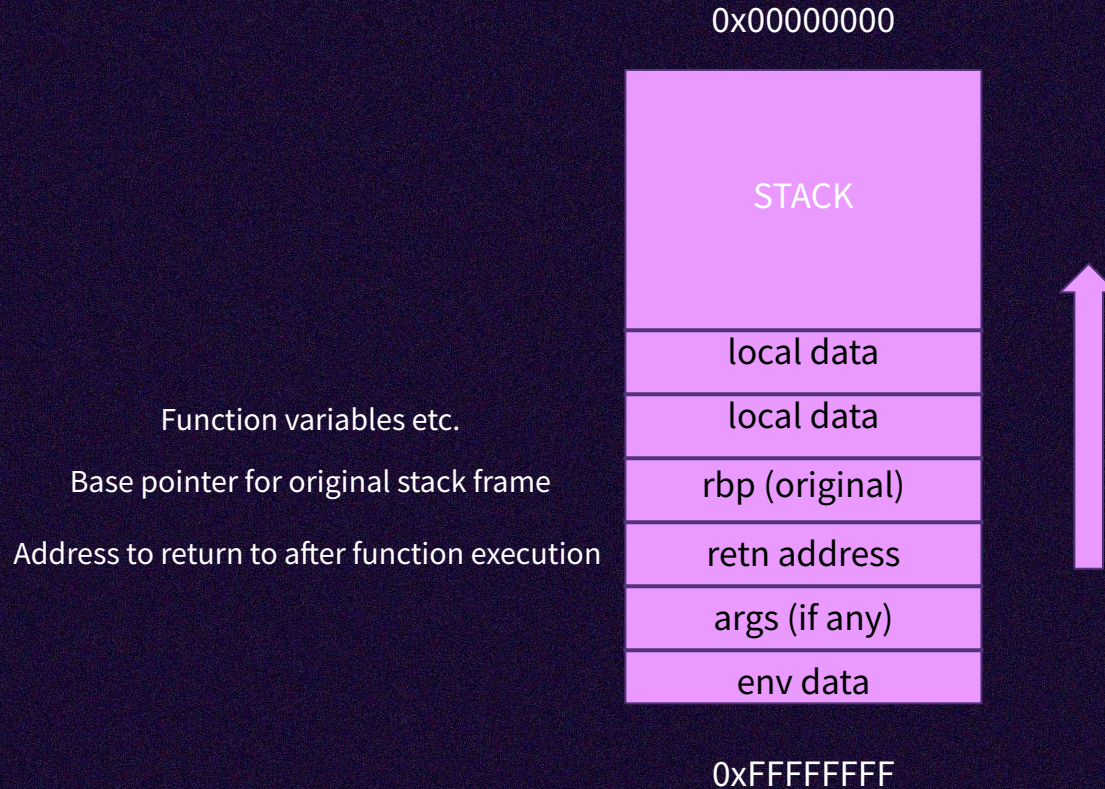 0x00000000
STACK
local data
Function variables etc.
local data
Base pointer for original stack frame
rbp (original)
Address to return to after function execution
retn address
args (if any)
env data
0xFFFFFFFF